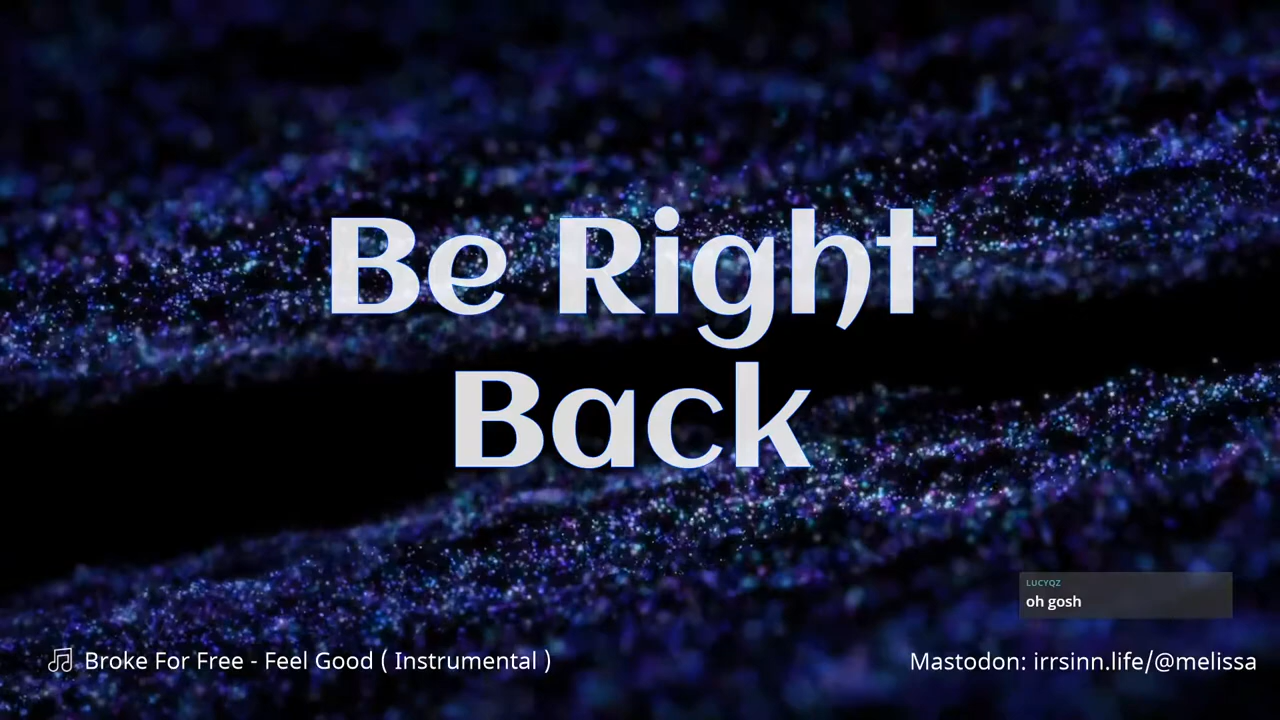 Be Right
Back
LUCYQZ
oh gosh
Broke For Free - Feel Good ( Instrumental )
Mastodon: irrsinn.life/@melissa